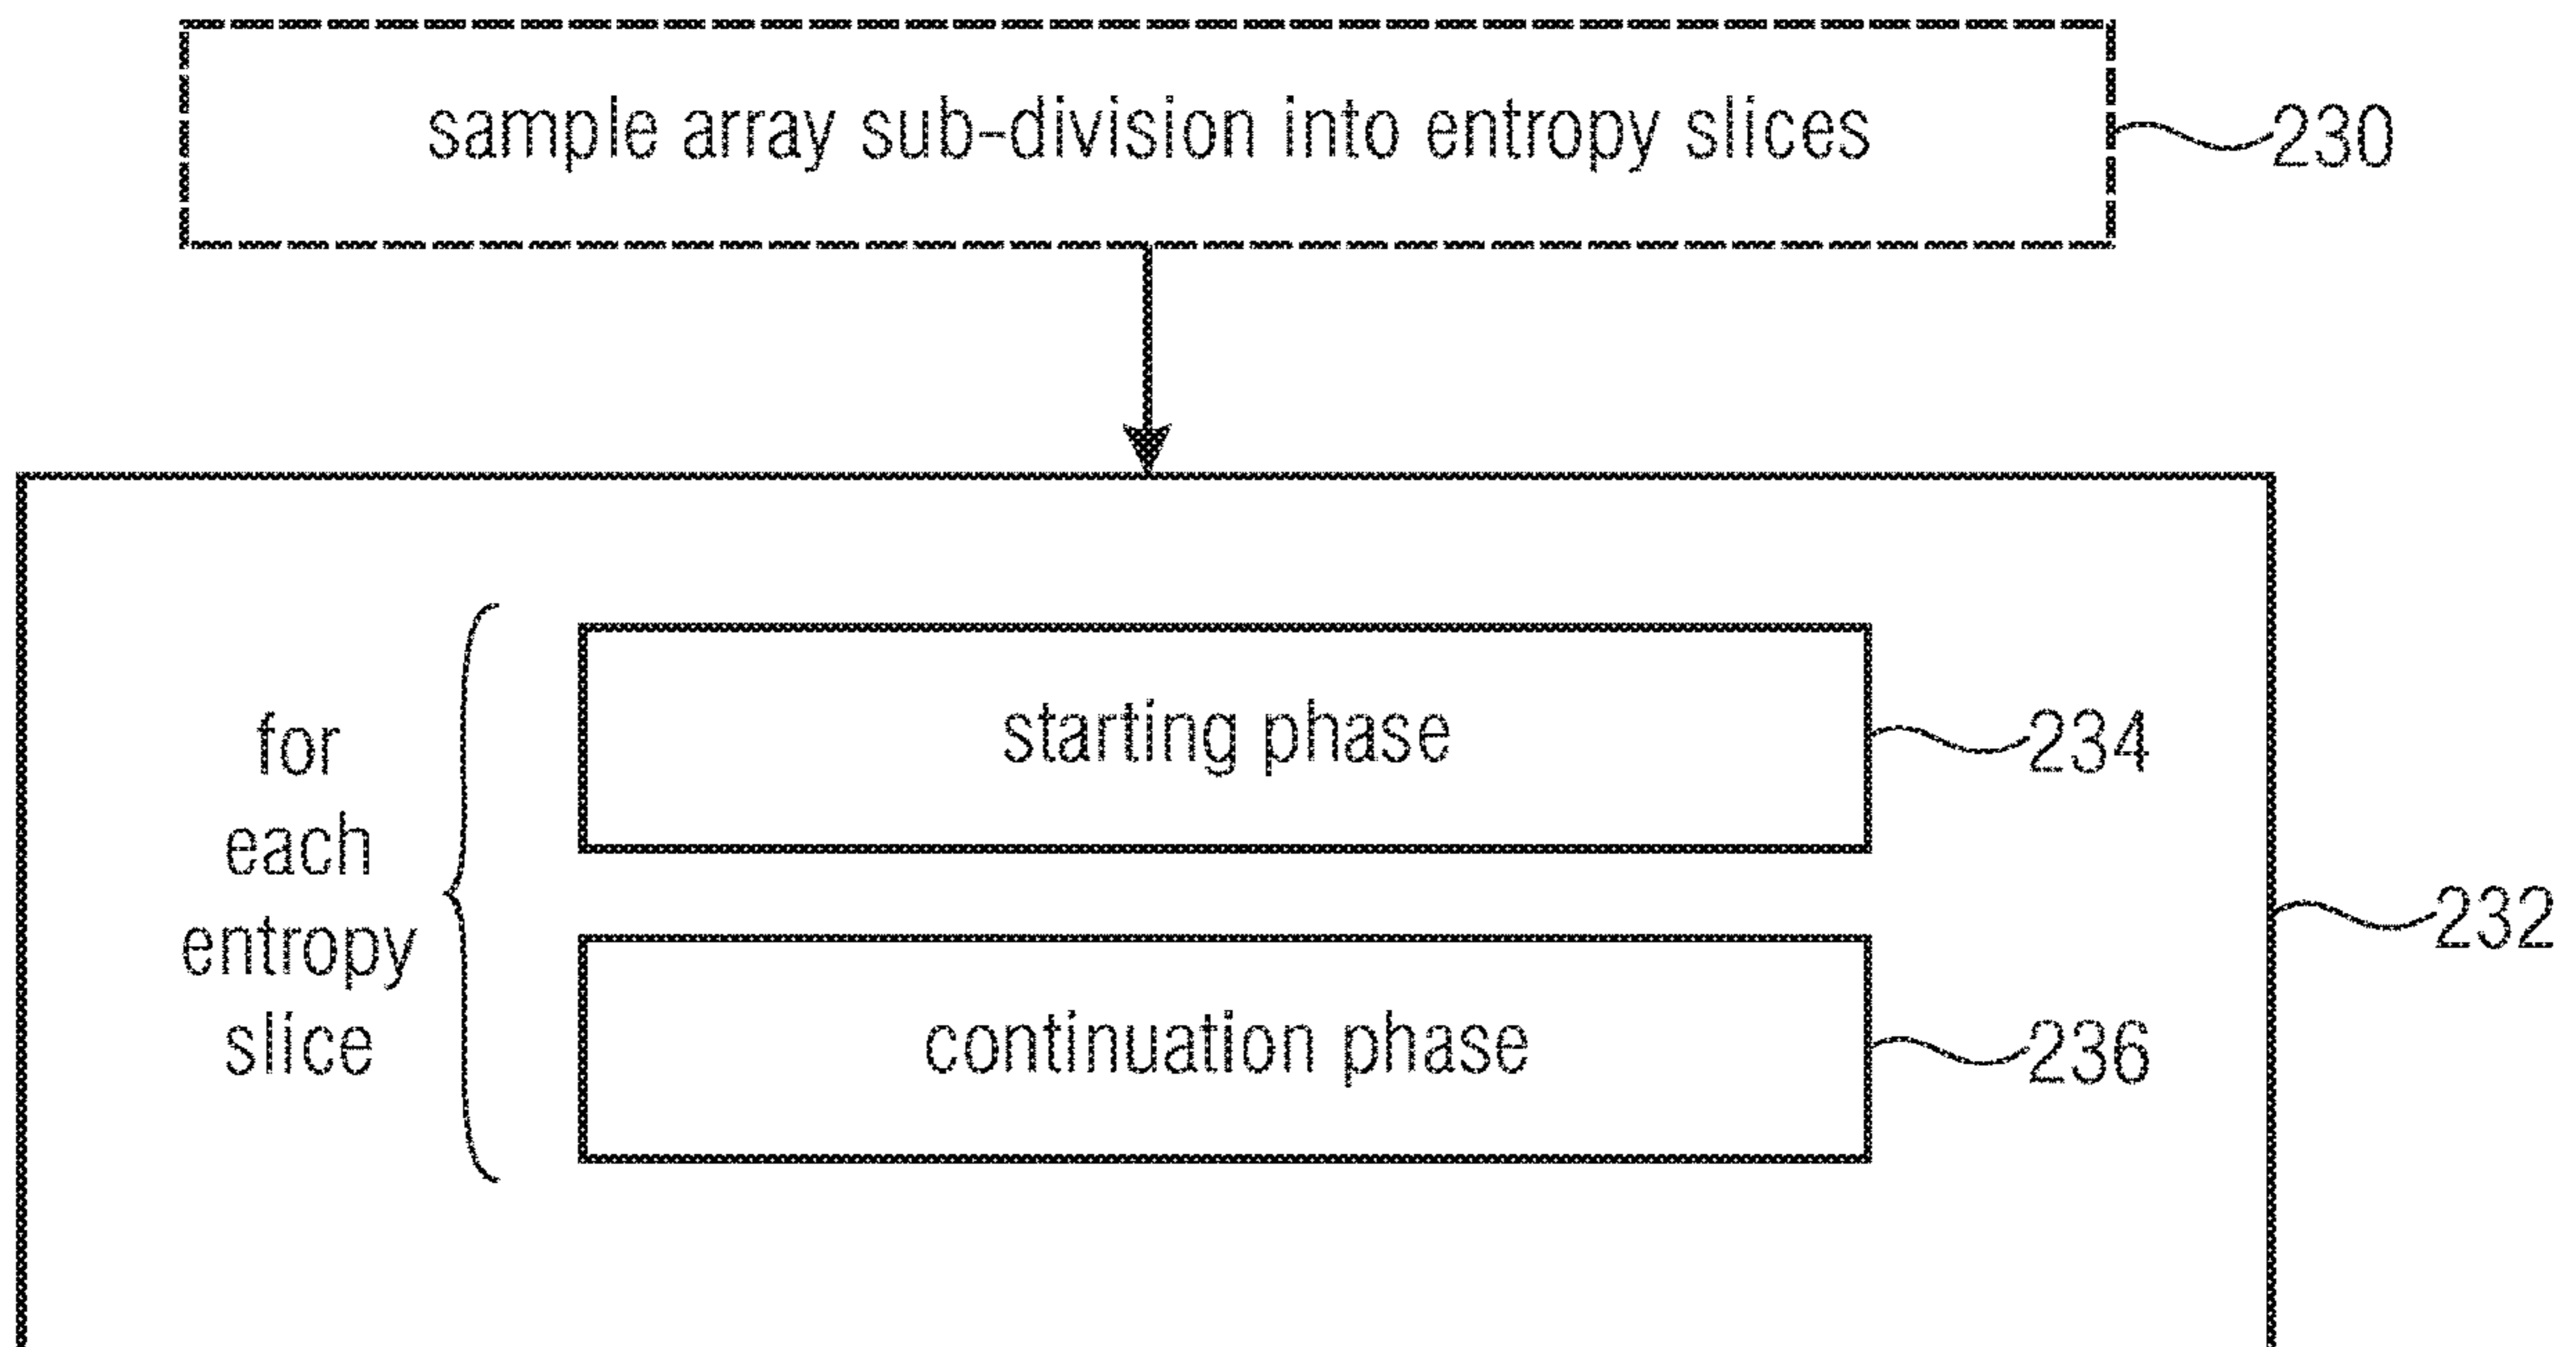 sample array sub-division into entropy slices
230
for
each
entropy
slice
starting phase
234
continuation phase
236
232